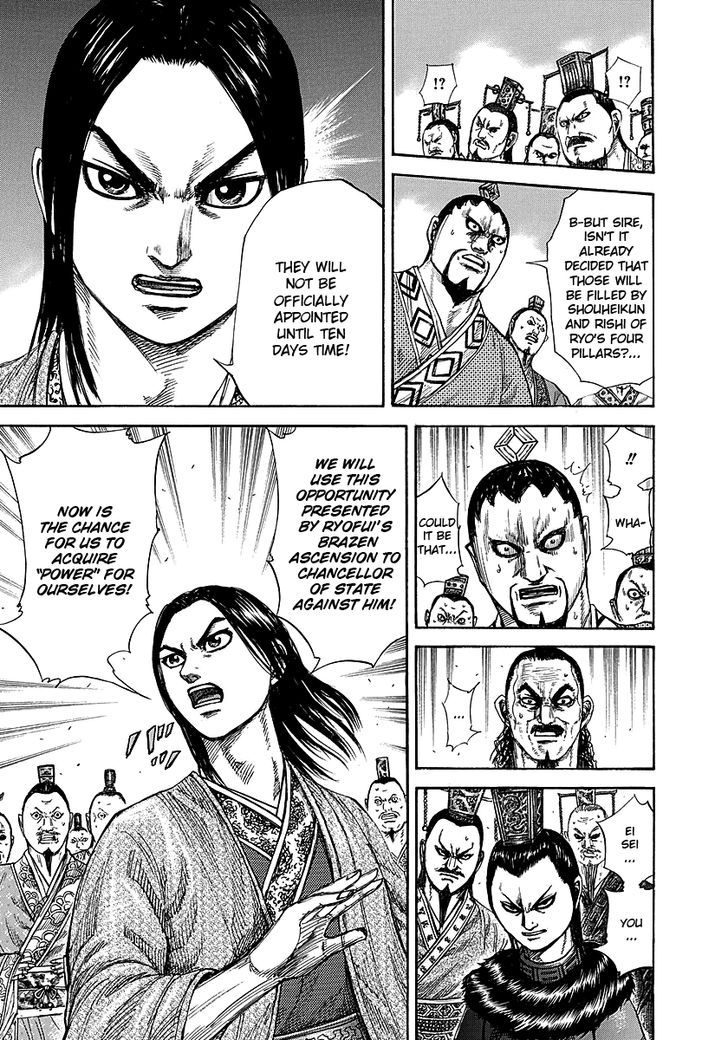 !?
!?
B-BUT SIRE,
ISN'T IT
ALREADY
DECIDED THAT
THOSE WILL
BE FILLED BY
SHOUHEIKUN
AND RISHI OF
RYO'S FOUR
PILLARS?...
THEY WILL
NOT BE
OFFICIALLY
APPOINTED
UNTIL TEN
DAYS TIME!
!!
WHA-
COULD
IT BE
THAT...
...
EI
SEI
...
YOU
...
WE WILL
USE THIS
OPPORTUNITY
PRESENTED
BY RYOFUI'S
BRAZEN
ASCENSION TO
CHANCELLOR
OF STATE
AGAINST HIM!
NOW IS
THE CHANCE
FOR US TO
ACQUIRE
"POWER" FOR
OURSELVES!